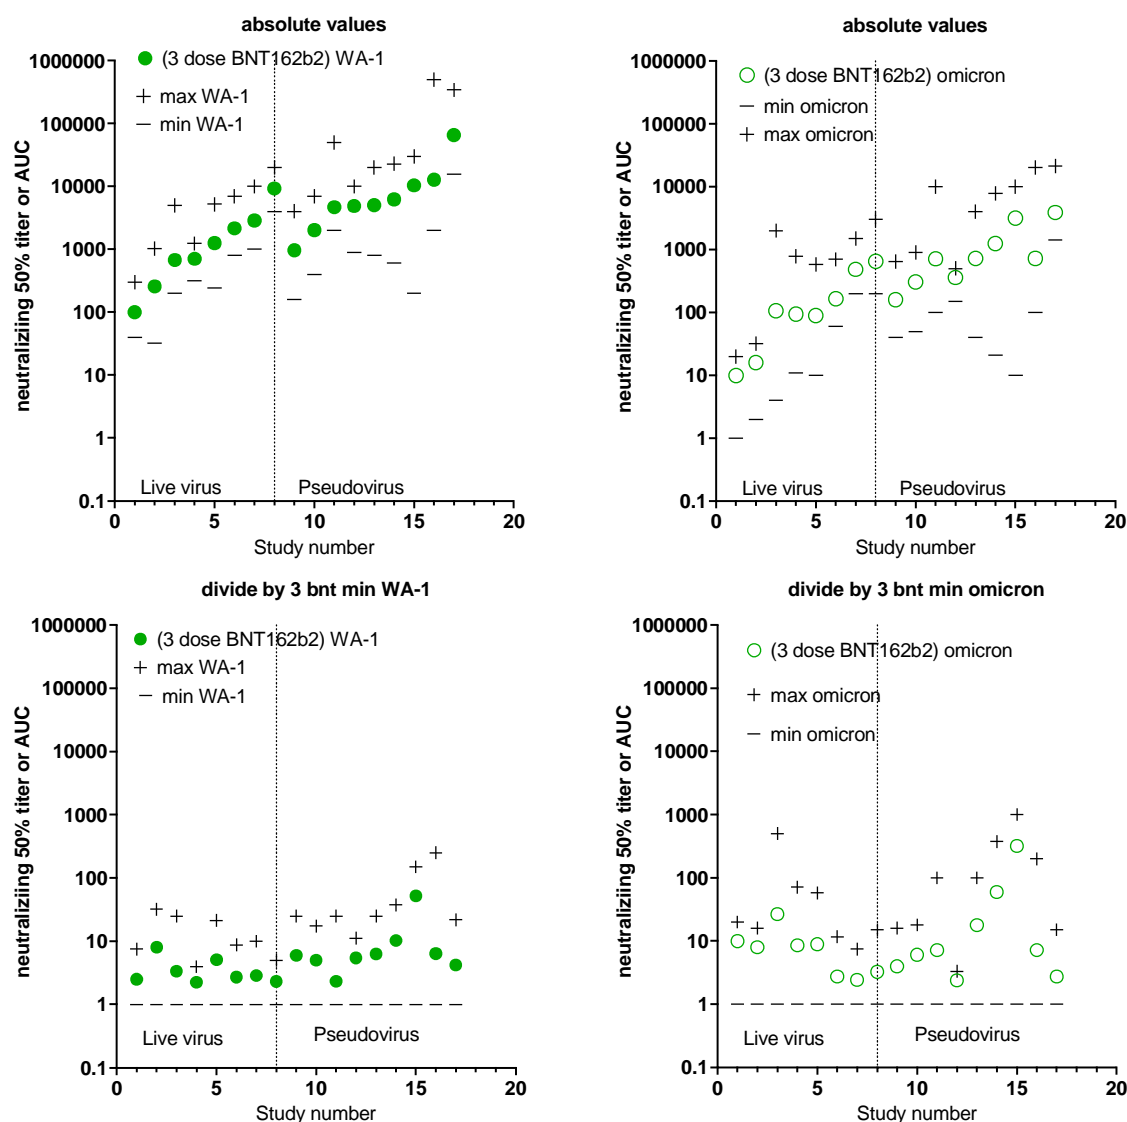 absolute values
1000000
100000
10000
1000
100
10
1
0.1
neutraliziing 50% titer or AUC
(3 dose BNT162b2) WA-1
max WA-1
min WA-1
Live virus
Pseudovirus
0 5 10 15 20
Study number
absolute values
1000000
100000
10000
1000
100
10
1
0.1
neutraliziing 50% titer or AUC
(3 dose BNT162b2) omicron
min omicron
max omicron
Live virus
Pseudovirus
0 5 10 15 20
Study number
divide by 3 bnt min WA-1
1000000
100000
10000
1000
100
10
1
0.1
neutraliziing 50% titer or AUC
(3 dose BNT162b2) WA-1
max WA-1
min WA-1
Live virus
Pseudovirus
0 5 10 15 20
Study number
divide by 3 bnt min omicron
1000000
100000
10000
1000
100
10
1
0.1
neutraliziing 50% titer or AUC
(3 dose BNT162b2) omicron
max omicron
min omicron
Live virus
Pseudovirus
0 5 10 15 20
Study number